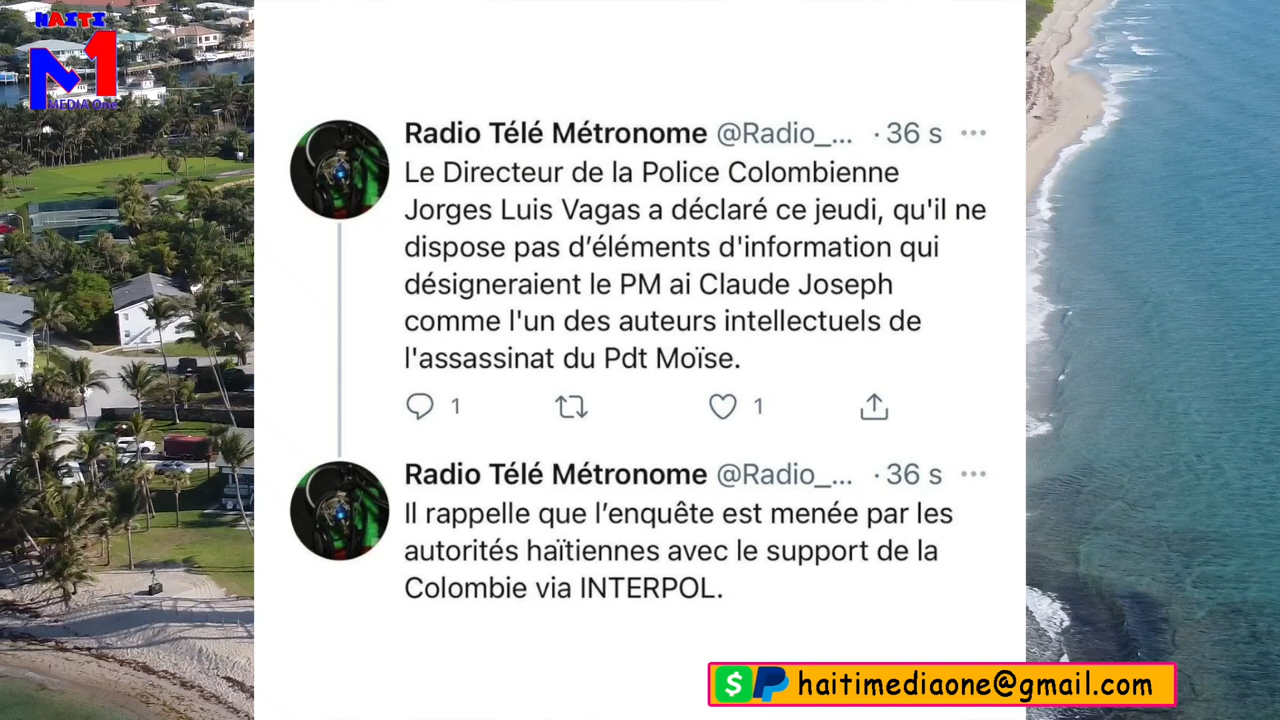 HAITI
M1
MEDIA One
Radio Télé Métronome @Radio_... · 36 s
Le Directeur de la Police Colombienne
Jorges Luis Vagas a déclaré ce jeudi, qu'il ne
dispose pas d’éléments d'information qui
désigneraient le PM ai Claude Joseph
comme l'un des auteurs intellectuels de
l'assassinat du Pdt Moïse.
1 1
Radio Télé Métronome @Radio_... · 36 s
Il rappelle que l’enquête est menée par les
autorités haïtiennes avec le support de la
Colombie via INTERPOL.
$ haitimediaone@gmail.com